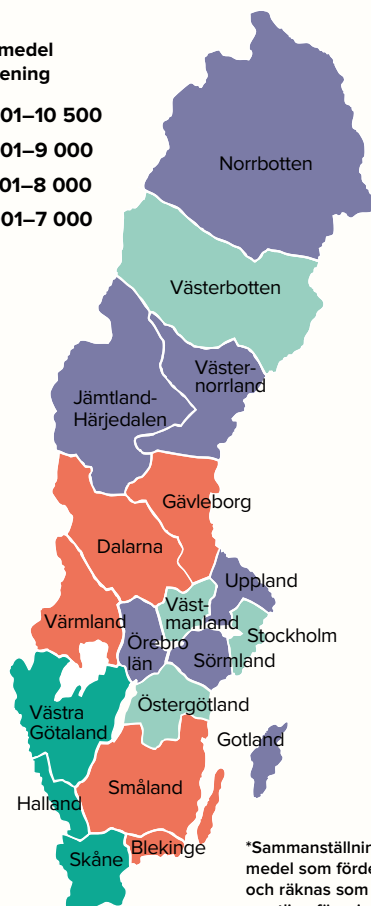 medel
ening
01–10 500
01–9 000
01–8 000
01–7 000
Norrbotten
Västerbotten
Väster-
norrland
Jämtland-
Härjedalen
Gävleborg
Dalarna
Uppland
Väst-
manland
Värmland
Stockholm
Örebro
län
Sörmland
Östergötland
Västra
Götaland
Gotland
Småland
Halland
Blekinge
Skåne
*Sammanställnin
medel som förde
och räknas som